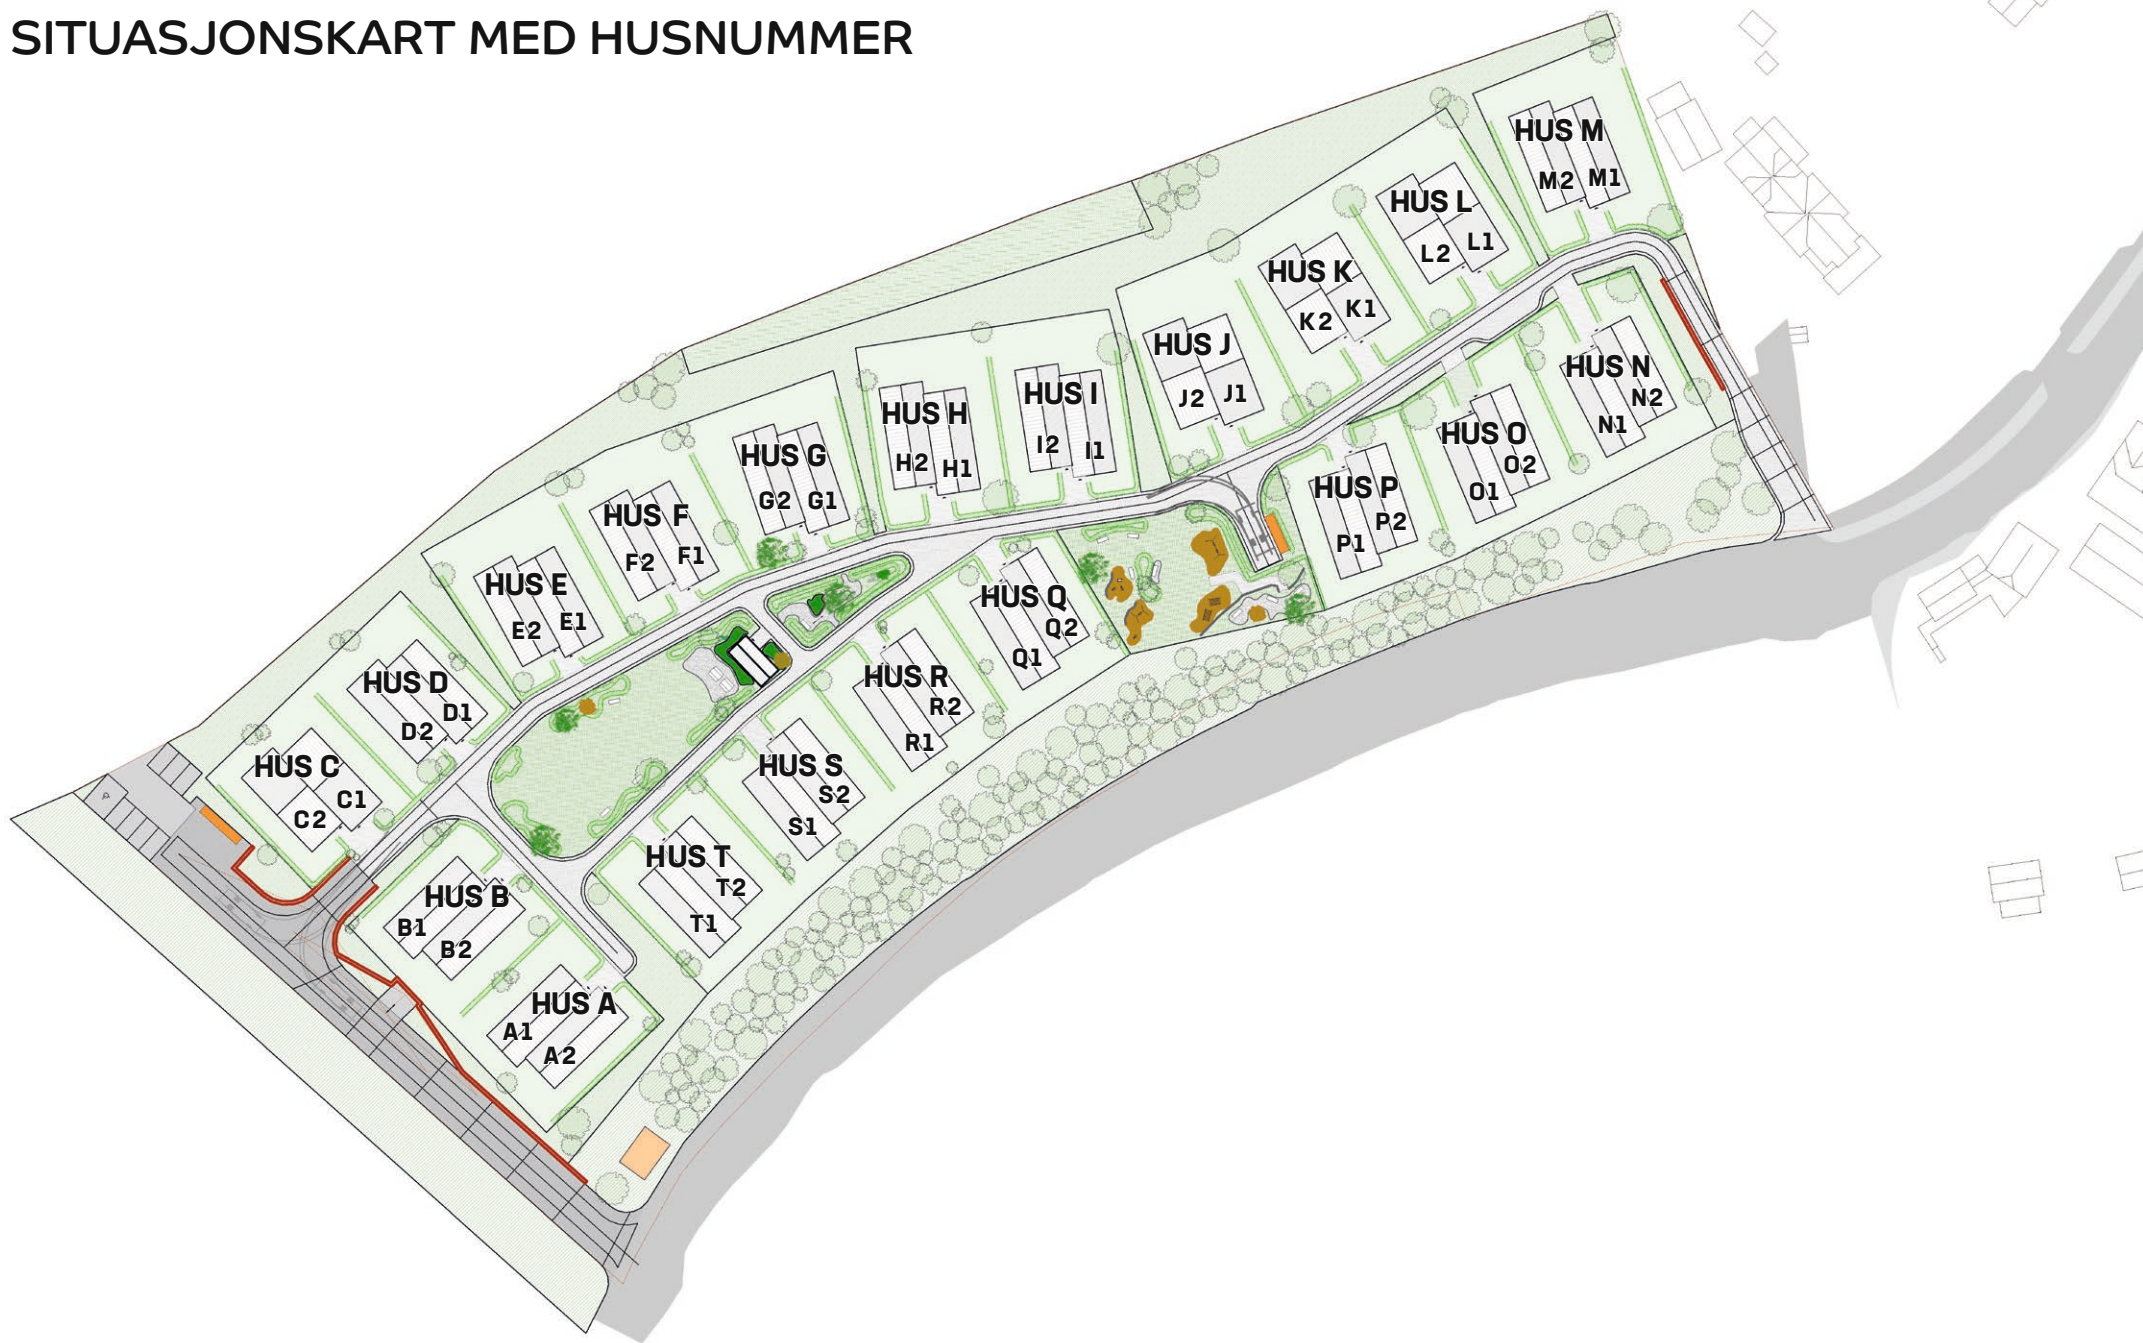 SITUASJONSKART MED HUSNUMMER
HUS M
M2 M1
HUS L
L2 L1
HUS K
K2 K1
HUS J
J2 J1
HUS I
I2 I1
HUS H
H2 H1
HUS G
G2 G1
HUS F
F2 F1
HUS E
E2 E1
HUS D
D2 D1
HUS C
C2 C1
HUS N
N1 N2
HUS O
O1 O2
HUS P
P1 P2
HUS Q
Q1 Q2
HUS R
R1 R2
HUS S
S1 S2
HUS T
T1 T2
HUS B
B1 B2
HUS A
A1 A2